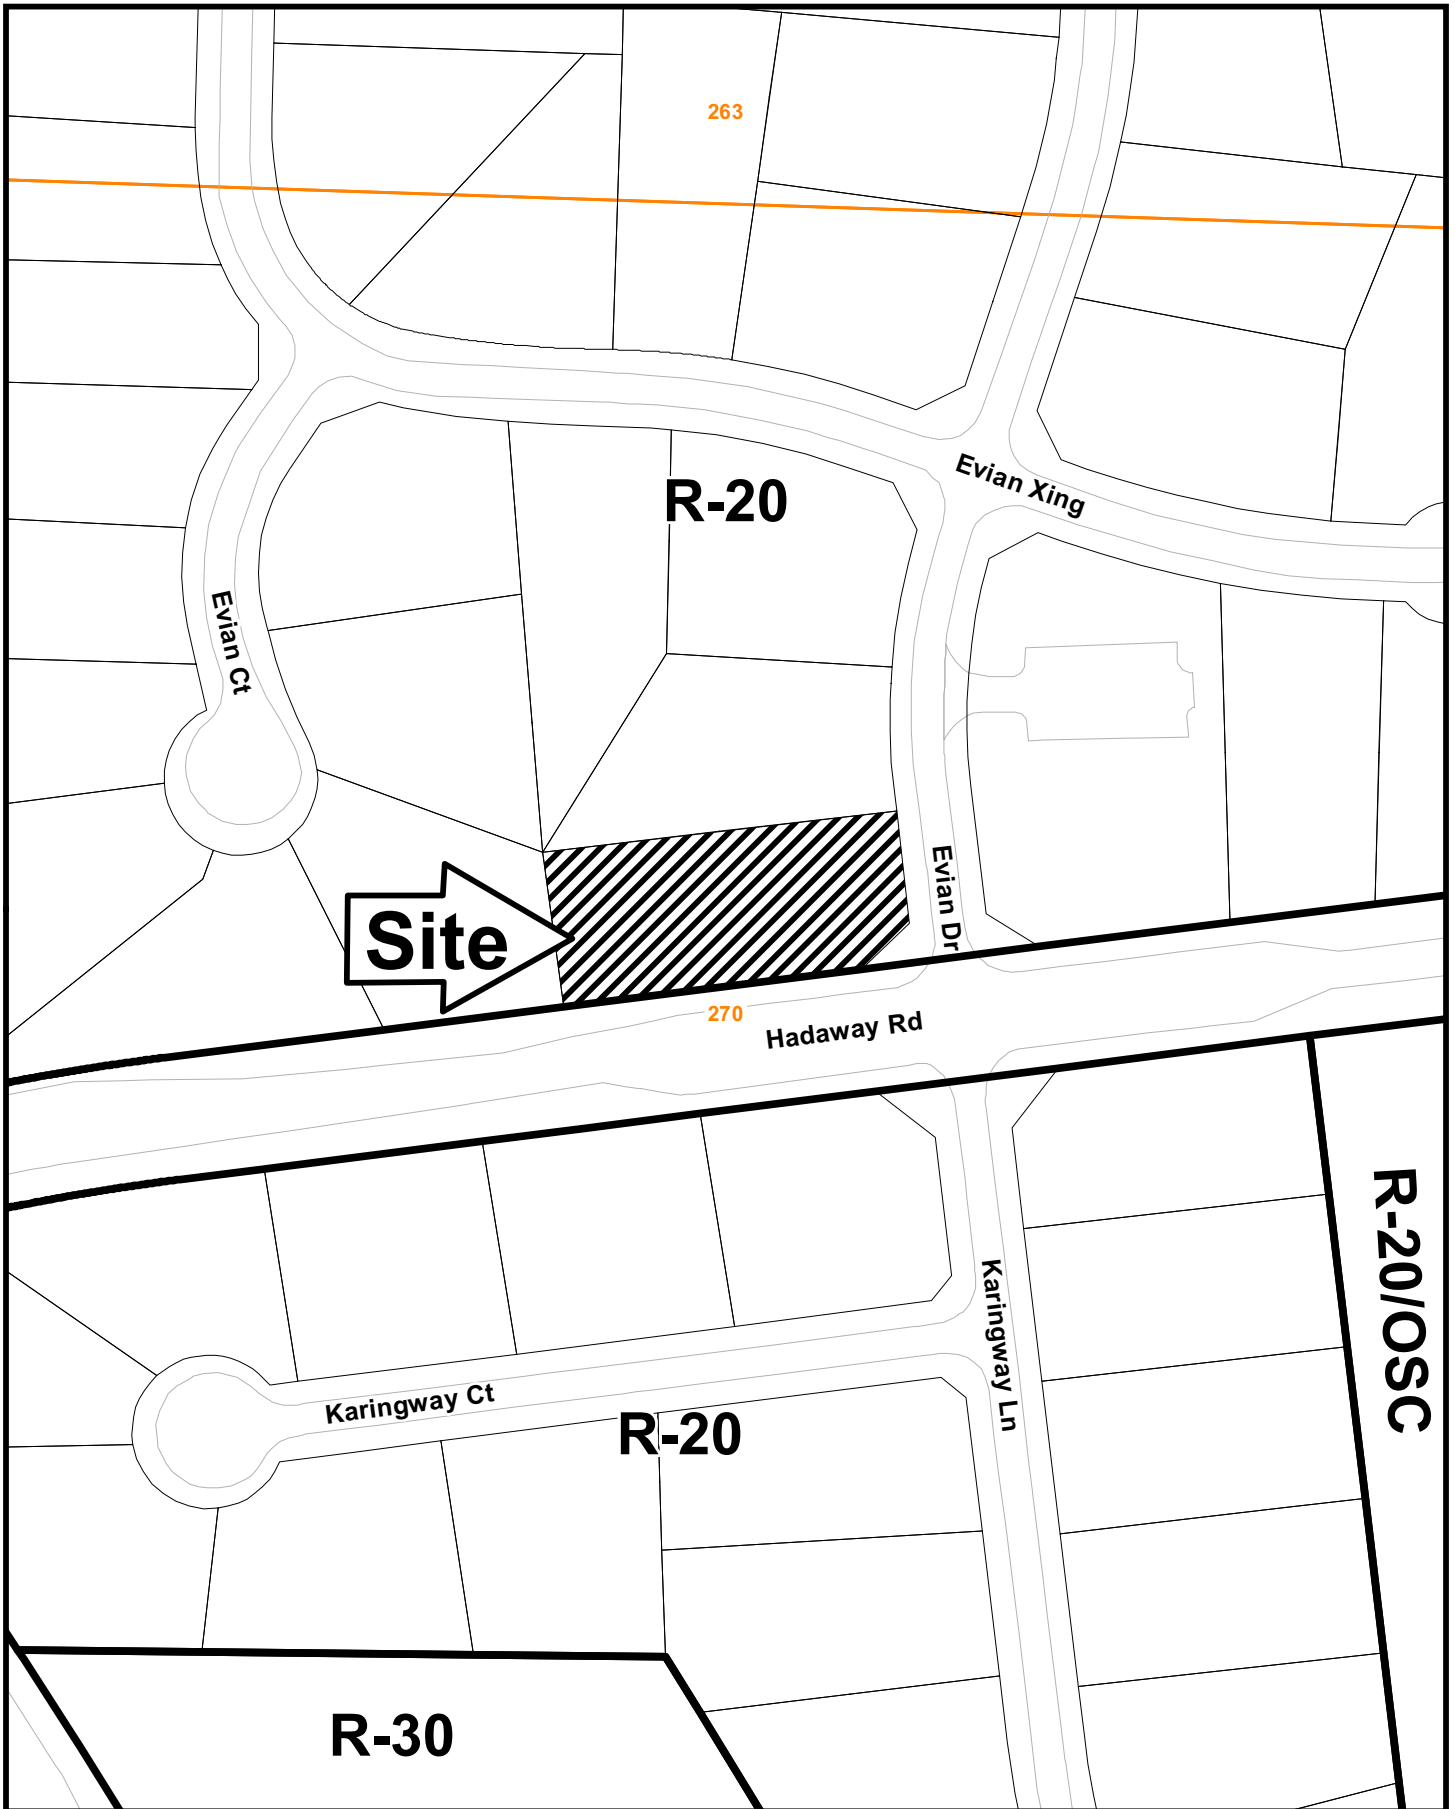 263
R-20
Evian Xing
Evian Ct
Evian Dr
Site
270
Hadaway Rd
R-20/OSC
Karingway Ln
Karingway Ct
R-20
R-30